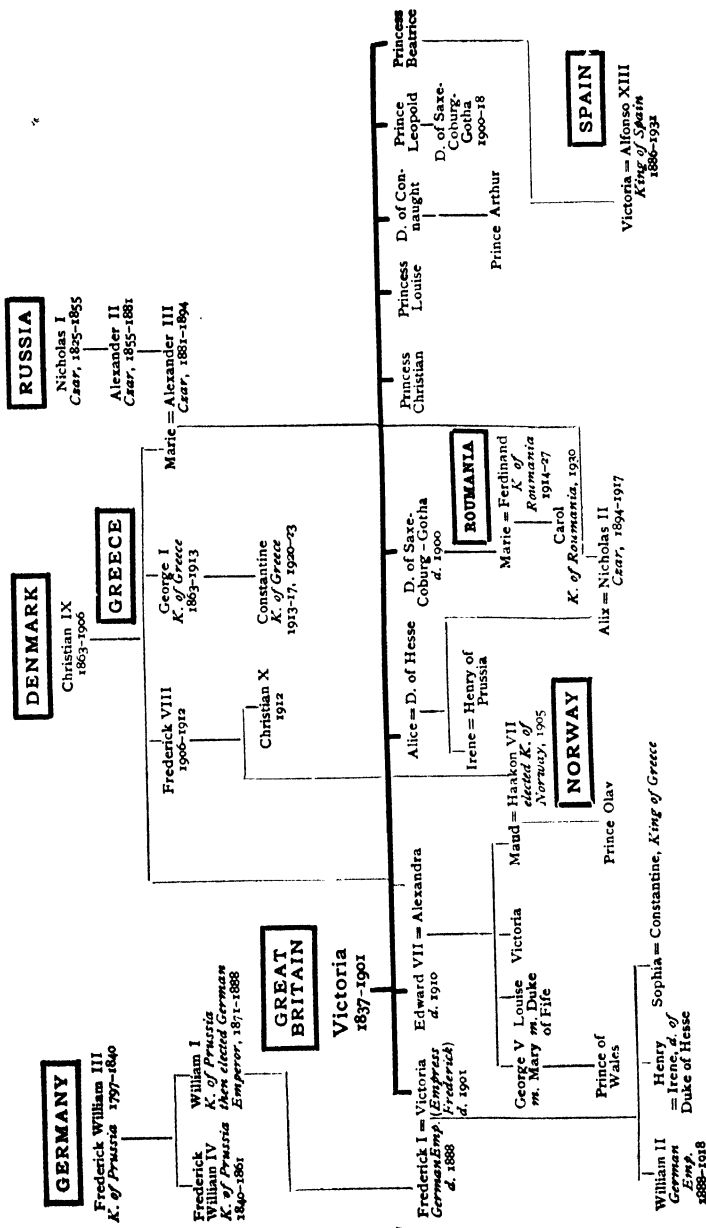 GERMANY
Frederick William III
K. of Prussia 1797-1840
Frederick
William IV
K. of Prussia
1840-1861
William I
K. of Prussia
then elected German
Emperor, 1871-1888
DENMARK
Christian IX
1863-1906
GREECE
Frederick VIII
1906-1912
George I
K. of Greece
1863-1913
Christian X
1912
Constantine
K. of Greece
1913-17, 1920-23
RUSSIA
Nicholas I
Czar, 1825-1855
Alexander II
Czar, 1855-1881
Marie = Alexander III
Czar, 1881-1894
GREAT
BRITAIN
Victoria
1837-1901
Frederick I = Victoria
German Emp. (Empress
d. 1888 Frederick)
d. 1901
Edward VII = Alexandra
d. 1910
Alice = D. of Hesse
D. of Saxe-
Coburg-Gotha
d. 1900
Princess
Christian
Princess
Louise
D. of Con-
naught
Prince
Leopold
Princess
Beatrice
George V
m. Mary
Louise
m. Duke
of Fife
Victoria
Maud = Haakon VII
elected K. of
Norway, 1905
Irene = Henry of
Prussia
ROUMANIA
Marie = Ferdinand
K of
Roumania
1914-27
Carol
K. of Roumania, 1930
Alix = Nicholas II
Czar, 1894-1917
Prince Arthur
D. of Saxe-
Coburg-
Gotha
1900-18
SPAIN
Victoria = Alfonso XIII
King of Spain
1886-1931
Prince of
Wales
NORWAY
Prince Olav
William II
German
Emp.
1888-1918
Henry
= Irene, d. of
Duke of Hesse
Sophia = Constantine, King of Greece